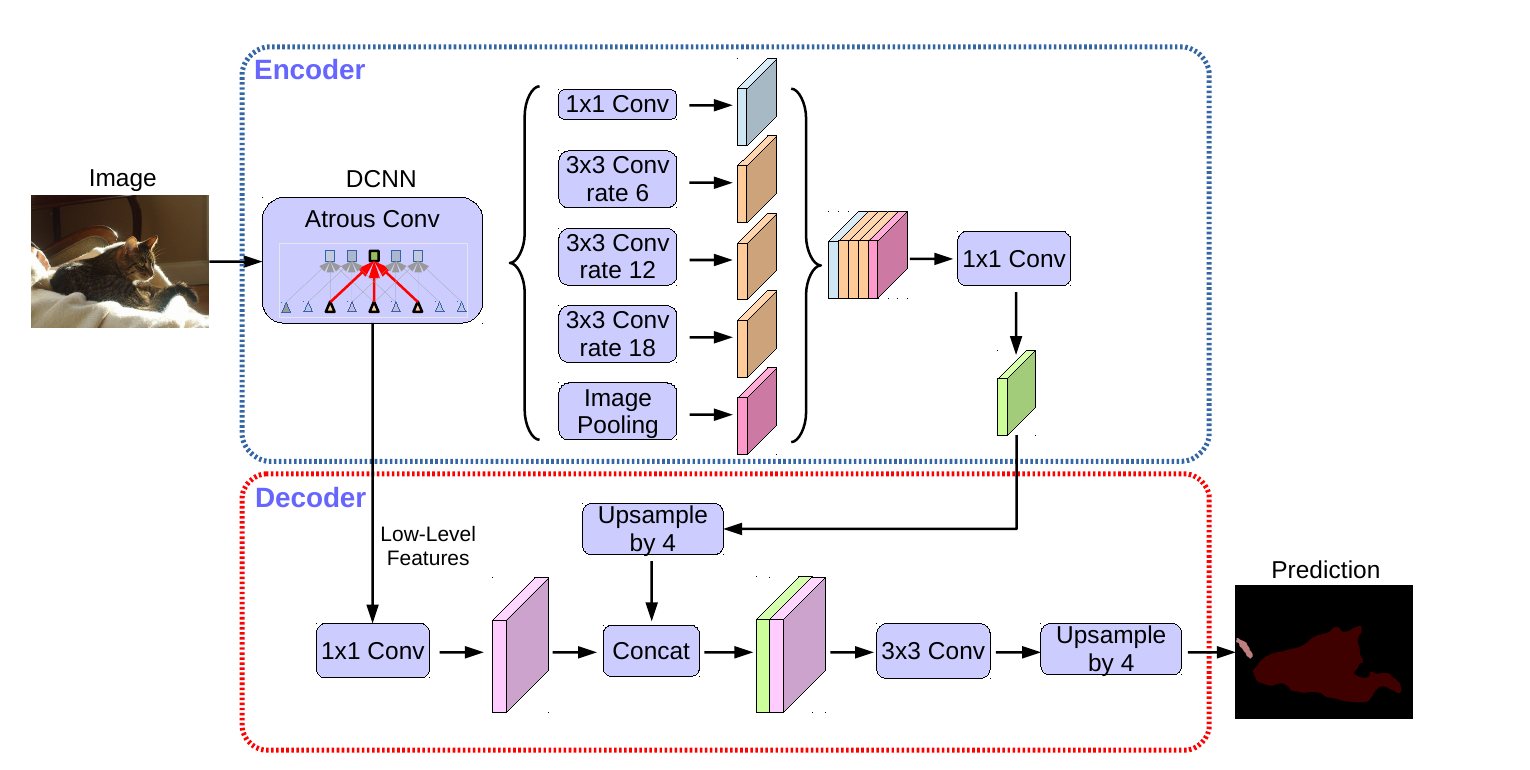 Encoder
Image
DCNN
Atrous Conv
1x1 Conv
3x3 Conv
rate 6
3x3 Conv
rate 12
3x3 Conv
rate 18
Image
Pooling
1x1 Conv
Decoder
Low-Level
Features
Upsample
by 4
1x1 Conv
Concat
3x3 Conv
Upsample
by 4
Prediction